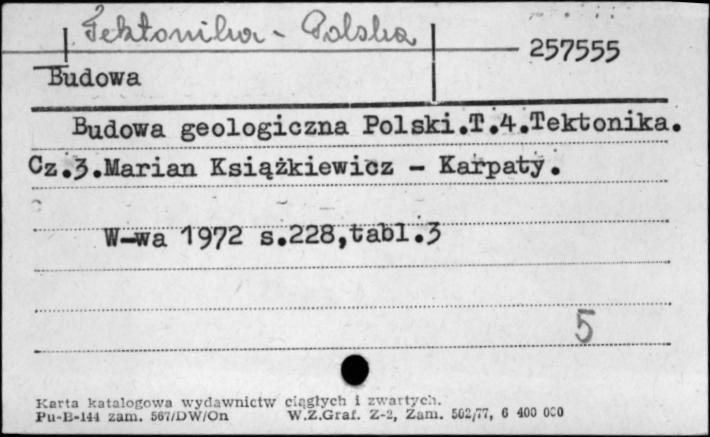 Tektonika - Polska
257555
Budowa
Budowa geologiczna Polski.T.4.Tektonika.
Cz.3.Marian Książkiewicz - Karpaty.
W-wa 1972 s.228,tabl.3
5
Karta katalogowa wydawnictw ciągłych i zwartych.
Pu-B-144 zam. 567/DW/On W.Z.Graf. Z-2, Zam. 502/77, 6 400 000